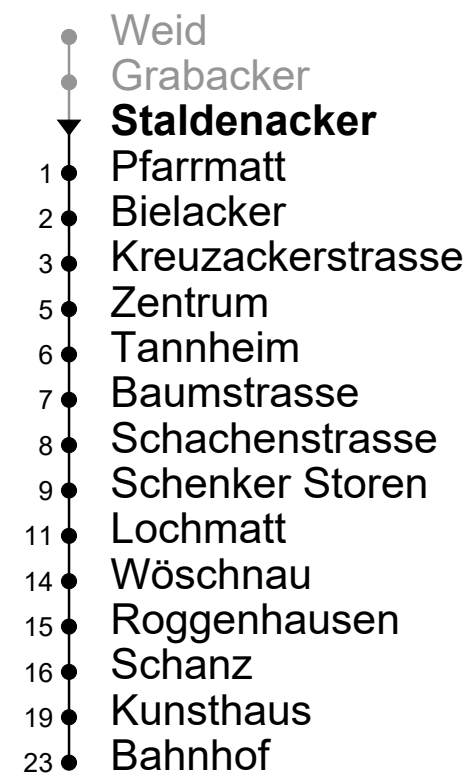 Weid
Grabacker
Staldenacker
1 Pfarrmatt
2 Bielacker
3 Kreuzackerstrasse
5 Zentrum
6 Tannheim
7 Baumstrasse
8 Schachenstrasse
9 Schenker Storen
11 Lochmatt
14 Wöschnau
15 Roggenhausen
16 Schanz
19 Kunsthaus
23 Bahnhof